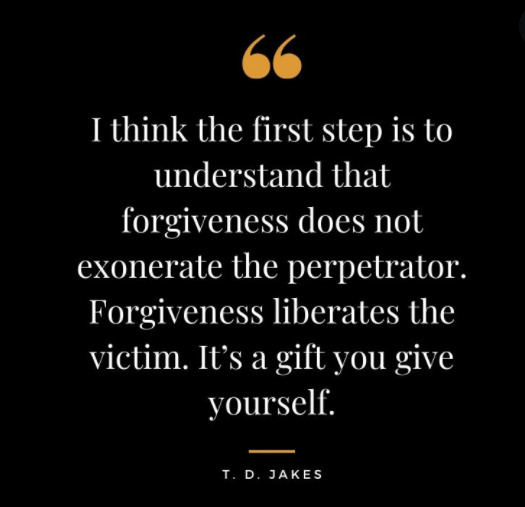 “
I think the first step is to
understand that
forgiveness does not
exonerate the perpetrator.
Forgiveness liberates the
victim. It’s a gift you give
yourself.
T. D. JAKES